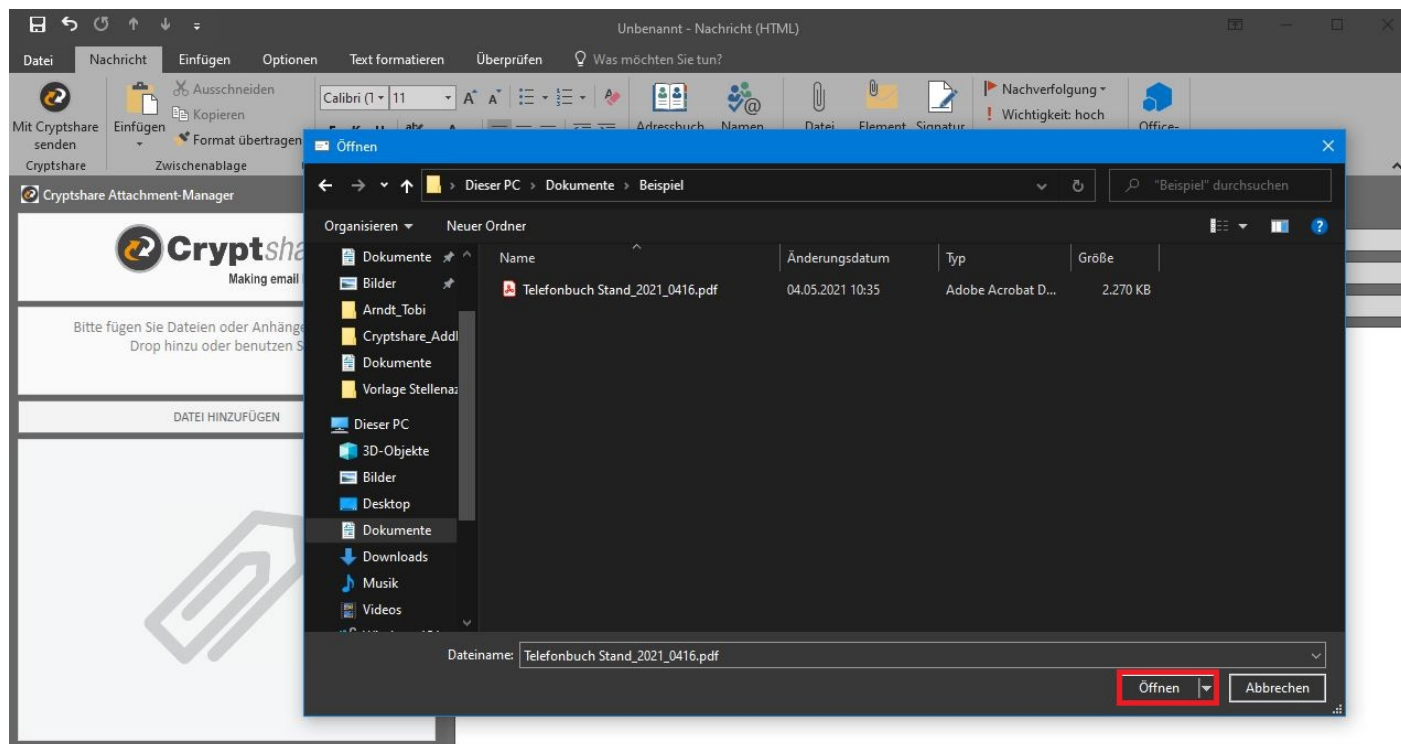 Unbenannt - Nachricht (HTML)
Datei Nachricht Einfügen Optionen Text formatieren Überprüfen Was möchten Sie tun?
Mit Cryptshare senden
Cryptshare
Einfügen
Ausschneiden
Kopieren
Format übertragen
Zwischenablage
Calibri (T 11
Adressbuch Namen
Datei Element Signatur
Nachverfolgung
Wichtigkeit: hoch
Office-
Cryptshare Attachment-Manager
Making email
Bitte fügen Sie Dateien oder
Drop hinzu oder benutzen
DATEI HINZUFÜGEN
Öffnen
Dieser PC > Dokumente > Beispiel
"Beispiel" durchsuchen
Organisieren Neuer Ordner
Name Änderungsdatum Typ Größe
Telefonbuch Stand_2021_0416.pdf 04.05.2021 10:35 Adobe Acrobat D... 2.270 KB
Dokumente
Bilder
Arndt_Tobi
Cryptshare_Add
Dokumente
Vorlage
Dieser PC
3D-Objekte
Bilder
Desktop
Dokumente
Downloads
Musik
Videos
Dateiname: Telefonbuch Stand_2021_0416.pdf
Öffnen Abbrechen